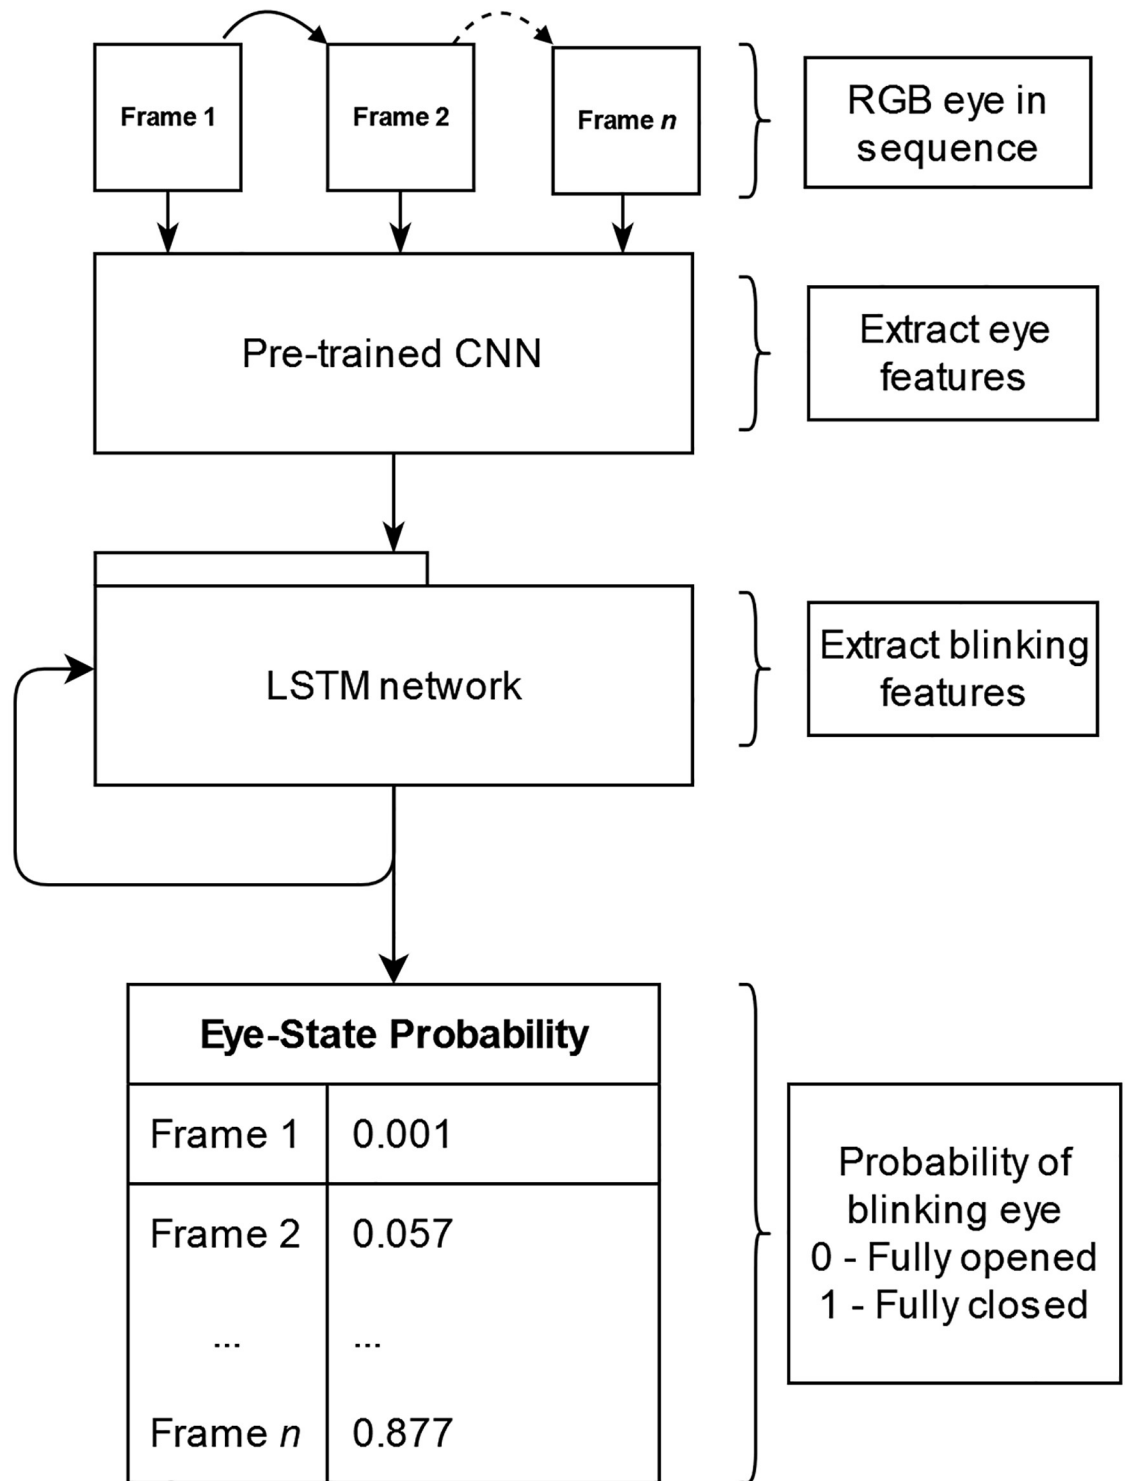 Frame 1
Frame 2
Frame n
RGB eye in
sequence
Pre-trained CNN
Extract eye
features
LSTM network
Extract blinking
features
Eye-State Probability
Frame 1 0.001
Frame 2 0.057
... ...
Frame n 0.877
Probability of
blinking eye
0 - Fully opened
1 - Fully closed